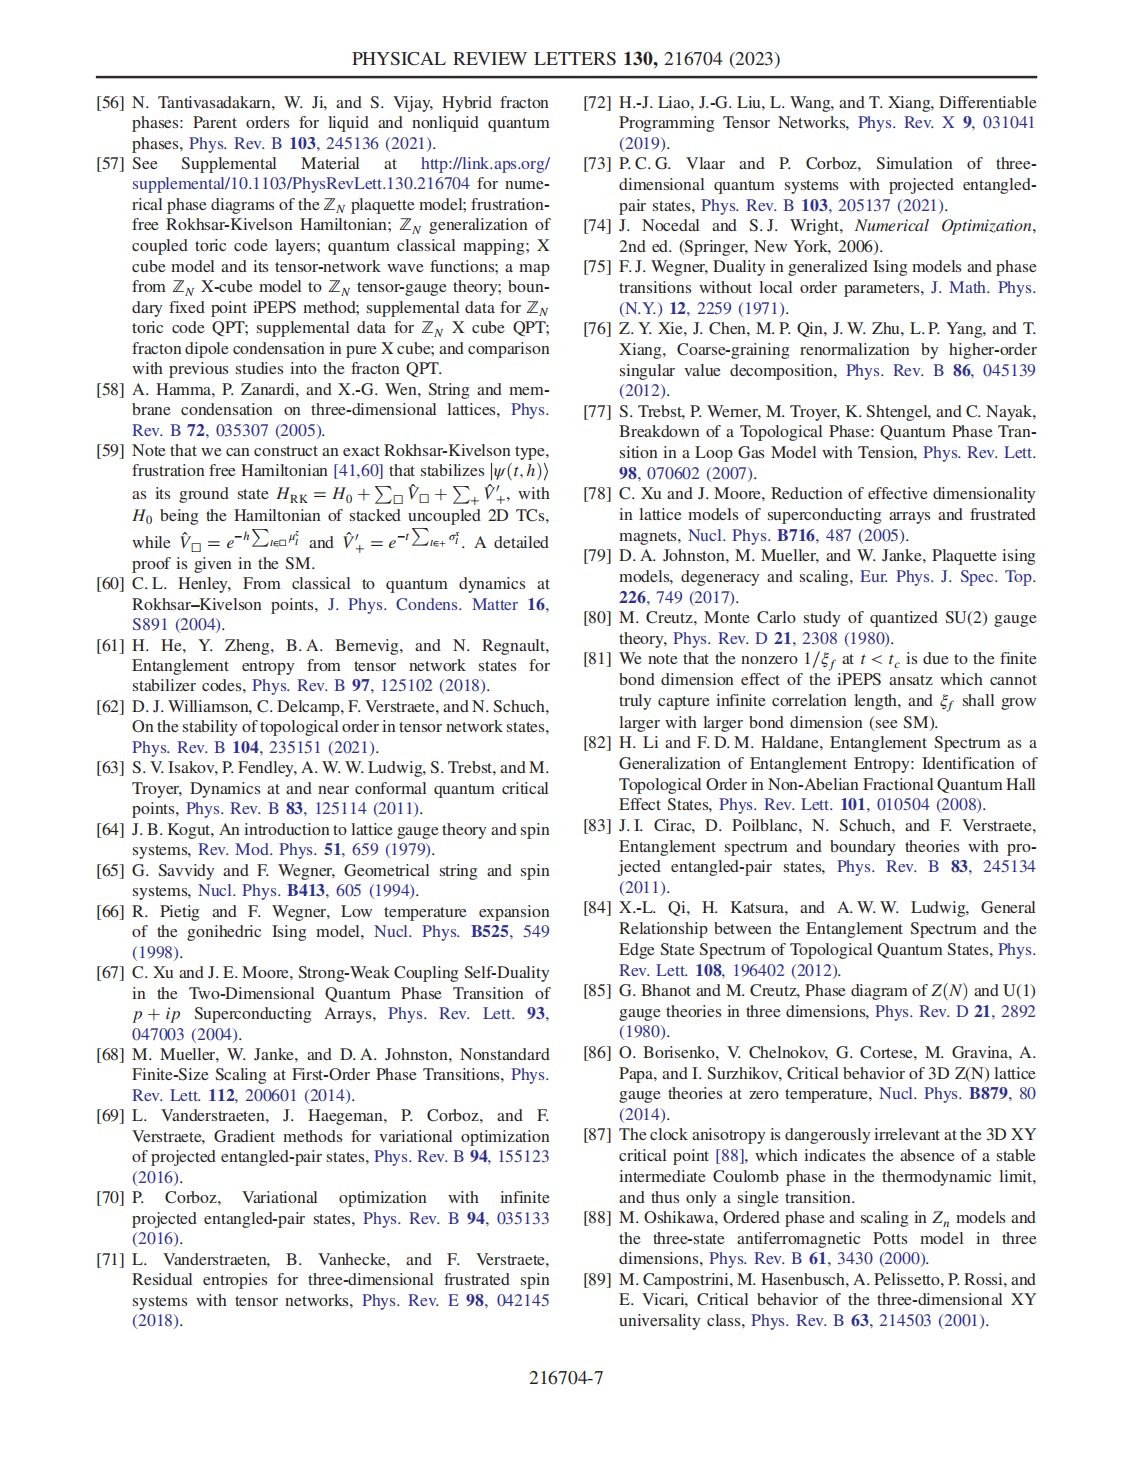 PHYSICAL REVIEW LETTERS 130, 216704 (2023)
[56] N. Tantivasadakarn, W. Ji, and S. Vijay, Hybrid fracton
phases: Parent orders for liquid and nonliquid quantum
phases, Phys. Rev. B 103, 245136 (2021).
[57] See Supplemental Material at http://link.aps.org/
supplemental/10.1103/PhysRevLett.130.216704 for nume-
rical phase diagrams of the ℤ_N plaquette model; frustration-
free Rokhsar-Kivelson Hamiltonian; ℤ_N generalization of
coupled toric code layers; quantum classical mapping; X
cube model and its tensor-network wave functions; a map
from ℤ_N X-cube model to ℤ_N tensor-gauge theory; boun-
dary fixed point iPEPS method; supplemental data for ℤ_N
toric code QPT; supplemental data for ℤ_N X cube QPT;
fracton dipole condensation in pure X cube; and comparison
with previous studies into the fracton QPT.
[58] A. Hamma, P. Zanardi, and X.-G. Wen, String and mem-
brane condensation on three-dimensional lattices, Phys.
Rev. B 72, 035307 (2005).
[59] Note that we can construct an exact Rokhsar-Kivelson type,
frustration free Hamiltonian [41,60] that stabilizes |ψ(t, h)⟩
as its ground state H_RK = H_0 + ∑_□ V̂_□ + ∑_+ V̂′_+, with
H_0 being the Hamiltonian of stacked uncoupled 2D TCs,
while V̂_□ = e^{−h∑_{l∈□} μ_l^z} and V̂′_+ = e^{−t∑_{l∈+} σ_l^x}. A detailed
proof is given in the SM.
[60] C. L. Henley, From classical to quantum dynamics at
Rokhsar–Kivelson points, J. Phys. Condens. Matter 16,
S891 (2004).
[61] H. He, Y. Zheng, B. A. Bernevig, and N. Regnault,
Entanglement entropy from tensor network states for
stabilizer codes, Phys. Rev. B 97, 125102 (2018).
[62] D. J. Williamson, C. Delcamp, F. Verstraete, and N. Schuch,
On the stability of topological order in tensor network states,
Phys. Rev. B 104, 235151 (2021).
[63] S. V. Isakov, P. Fendley, A. W. W. Ludwig, S. Trebst, and M.
Troyer, Dynamics at and near conformal quantum critical
points, Phys. Rev. B 83, 125114 (2011).
[64] J. B. Kogut, An introduction to lattice gauge theory and spin
systems, Rev. Mod. Phys. 51, 659 (1979).
[65] G. Savvidy and F. Wegner, Geometrical string and spin
systems, Nucl. Phys. B413, 605 (1994).
[66] R. Pietig and F. Wegner, Low temperature expansion
of the gonihedric Ising model, Nucl. Phys. B525, 549
(1998).
[67] C. Xu and J. E. Moore, Strong-Weak Coupling Self-Duality
in the Two-Dimensional Quantum Phase Transition of
p + ip Superconducting Arrays, Phys. Rev. Lett. 93,
047003 (2004).
[68] M. Mueller, W. Janke, and D. A. Johnston, Nonstandard
Finite-Size Scaling at First-Order Phase Transitions, Phys.
Rev. Lett. 112, 200601 (2014).
[69] L. Vanderstraeten, J. Haegeman, P. Corboz, and F.
Verstraete, Gradient methods for variational optimization
of projected entangled-pair states, Phys. Rev. B 94, 155123
(2016).
[70] P. Corboz, Variational optimization with infinite
projected entangled-pair states, Phys. Rev. B 94, 035133
(2016).
[71] L. Vanderstraeten, B. Vanhecke, and F. Verstraete,
Residual entropies for three-dimensional frustrated spin
systems with tensor networks, Phys. Rev. E 98, 042145
(2018).
[72] H.-J. Liao, J.-G. Liu, L. Wang, and T. Xiang, Differentiable
Programming Tensor Networks, Phys. Rev. X 9, 031041
(2019).
[73] P. C. G. Vlaar and P. Corboz, Simulation of three-
dimensional quantum systems with projected entangled-
pair states, Phys. Rev. B 103, 205137 (2021).
[74] J. Nocedal and S. J. Wright, Numerical Optimization,
2nd ed. (Springer, New York, 2006).
[75] F. J. Wegner, Duality in generalized Ising models and phase
transitions without local order parameters, J. Math. Phys.
(N.Y.) 12, 2259 (1971).
[76] Z. Y. Xie, J. Chen, M. P. Qin, J. W. Zhu, L. P. Yang, and T.
Xiang, Coarse-graining renormalization by higher-order
singular value decomposition, Phys. Rev. B 86, 045139
(2012).
[77] S. Trebst, P. Werner, M. Troyer, K. Shtengel, and C. Nayak,
Breakdown of a Topological Phase: Quantum Phase Tran-
sition in a Loop Gas Model with Tension, Phys. Rev. Lett.
98, 070602 (2007).
[78] C. Xu and J. Moore, Reduction of effective dimensionality
in lattice models of superconducting arrays and frustrated
magnets, Nucl. Phys. B716, 487 (2005).
[79] D. A. Johnston, M. Mueller, and W. Janke, Plaquette ising
models, degeneracy and scaling, Eur. Phys. J. Spec. Top.
226, 749 (2017).
[80] M. Creutz, Monte Carlo study of quantized SU(2) gauge
theory, Phys. Rev. D 21, 2308 (1980).
[81] We note that the nonzero 1/ξ_f at t < t_c is due to the finite
bond dimension effect of the iPEPS ansatz which cannot
truly capture infinite correlation length, and ξ_f shall grow
larger with larger bond dimension (see SM).
[82] H. Li and F. D. M. Haldane, Entanglement Spectrum as a
Generalization of Entanglement Entropy: Identification of
Topological Order in Non-Abelian Fractional Quantum Hall
Effect States, Phys. Rev. Lett. 101, 010504 (2008).
[83] J. I. Cirac, D. Poilblanc, N. Schuch, and F. Verstraete,
Entanglement spectrum and boundary theories with pro-
jected entangled-pair states, Phys. Rev. B 83, 245134
(2011).
[84] X.-L. Qi, H. Katsura, and A. W. W. Ludwig, General
Relationship between the Entanglement Spectrum and the
Edge State Spectrum of Topological Quantum States, Phys.
Rev. Lett. 108, 196402 (2012).
[85] G. Bhanot and M. Creutz, Phase diagram of Z(N) and U(1)
gauge theories in three dimensions, Phys. Rev. D 21, 2892
(1980).
[86] O. Borisenko, V. Chelnokov, G. Cortese, M. Gravina, A.
Papa, and I. Surzhikov, Critical behavior of 3D Z(N) lattice
gauge theories at zero temperature, Nucl. Phys. B879, 80
(2014).
[87] The clock anisotropy is dangerously irrelevant at the 3D XY
critical point [88], which indicates the absence of a stable
intermediate Coulomb phase in the thermodynamic limit,
and thus only a single transition.
[88] M. Oshikawa, Ordered phase and scaling in Z_n models and
the three-state antiferromagnetic Potts model in three
dimensions, Phys. Rev. B 61, 3430 (2000).
[89] M. Campostrini, M. Hasenbusch, A. Pelissetto, P. Rossi, and
E. Vicari, Critical behavior of the three-dimensional XY
universality class, Phys. Rev. B 63, 214503 (2001).
216704-7